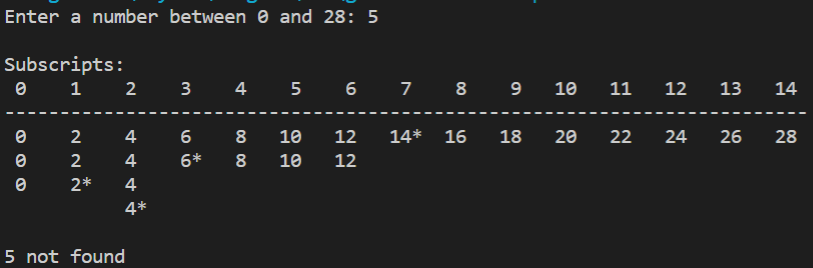 Enter a number between 0 and 28: 5
Subscripts:
0 1 2 3 4 5 6 7 8 9 10 11 12 13 14
--------------------------------------------------------------------------
0 2 4 6 8 10 12 14* 16 18 20 22 24 26 28
0 2 4 6* 8 10 12
0 2* 4
4*
5 not found